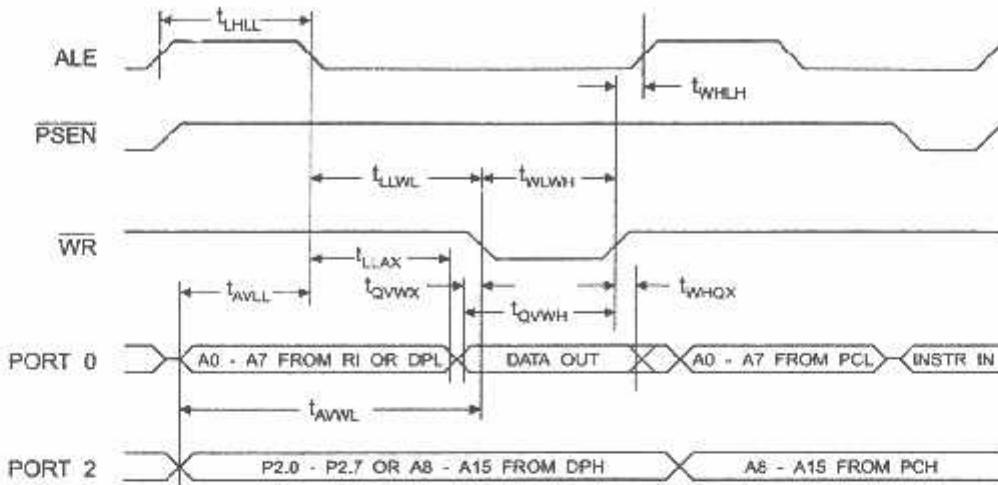 tLHLL
ALE
tWHLH
PSEN
tLLWL
tWLWH
WR
tLLAX
tQVWX
tWHQX
tAVLL
tQVWH
PORT 0
A0 - A7 FROM RI OR DPL
DATA OUT
A0 - A7 FROM PCL
INSTR IN
tAVWL
PORT 2
P2.0 - P2.7 OR A8 - A15 FROM DPH
A8 - A15 FROM PCH